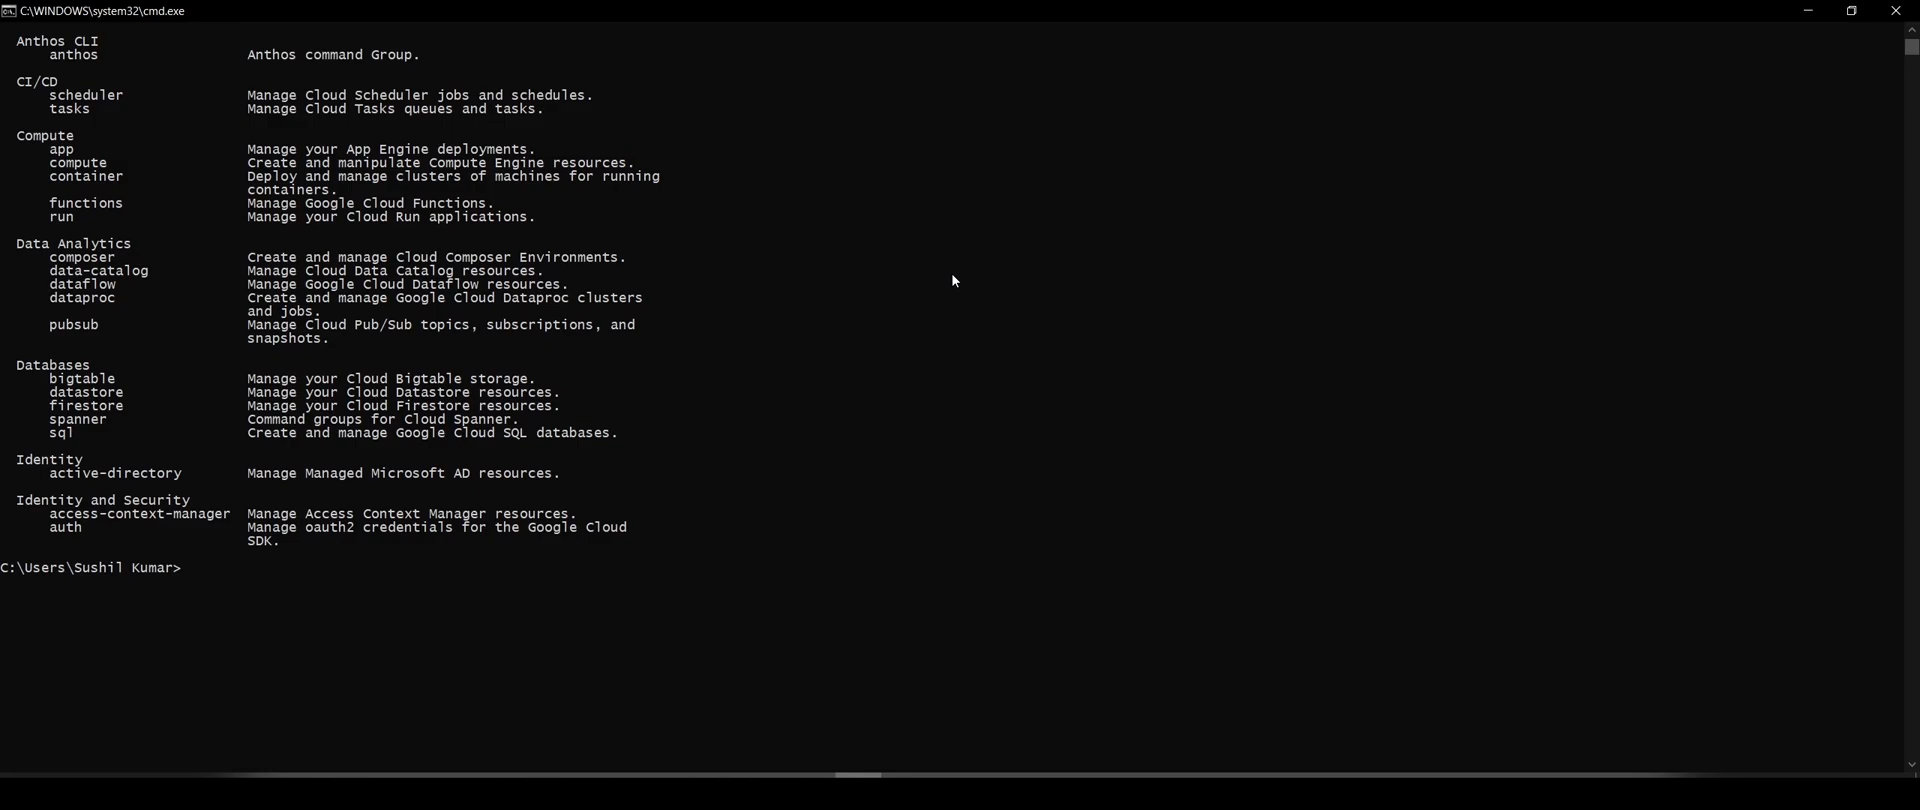 C:\WINDOWS\system32\cmd.exe
Anthos CLI
anthos Anthos command Group.
CI/CD
scheduler Manage Cloud Scheduler jobs and schedules.
tasks Manage Cloud Tasks queues and tasks.
Compute
app Manage your App Engine deployments.
compute Create and manipulate Compute Engine resources.
container Deploy and manage clusters of machines for running
containers.
functions Manage Google Cloud Functions.
run Manage your Cloud Run applications.
Data Analytics
composer Create and manage Cloud Composer Environments.
data-catalog Manage Cloud Data Catalog resources.
dataflow Manage Google Cloud Dataflow resources.
dataproc Create and manage Google Cloud Dataproc clusters
and jobs.
pubsub Manage Cloud Pub/Sub topics, subscriptions, and
snapshots.
Databases
bigtable Manage your Cloud Bigtable storage.
datastore Manage your Cloud Datastore resources.
firestore Manage your Cloud Firestore resources.
spanner Command groups for Cloud Spanner.
sql Create and manage Google Cloud SQL databases.
Identity
active-directory Manage Managed Microsoft AD resources.
Identity and Security
access-context-manager Manage Access Context Manager resources.
auth Manage oauth2 credentials for the Google Cloud
SDK.
C:\Users\Sushil Kumar>